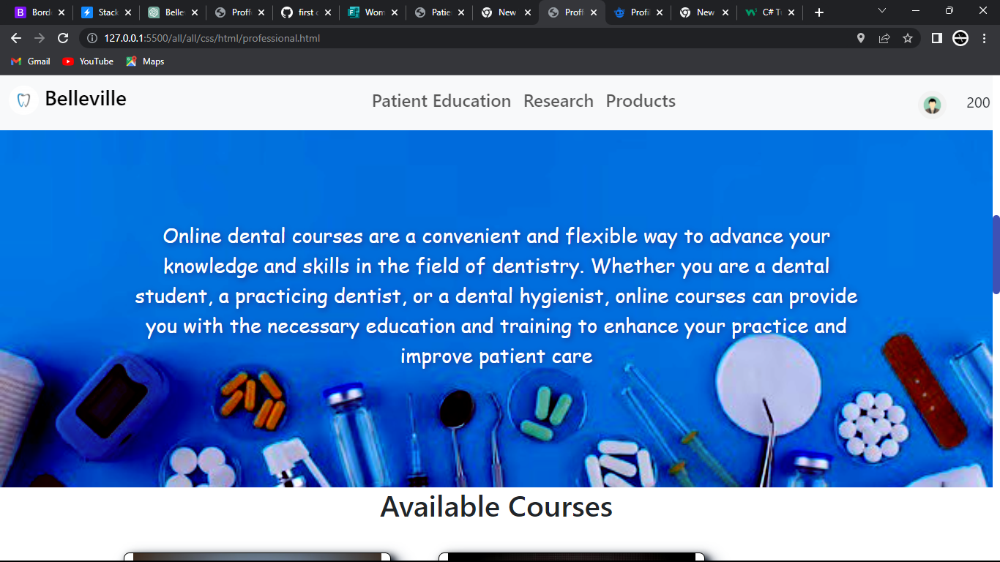 Bord
Stack
Belle
Proff
first c
Wom
Patie
New
Proff
Profil
New
C# Tu
127.0.0.1:5500/all/all/css/html/professional.html
Gmail
YouTube
Maps
Belleville
Patient Education Research Products
200
Online dental courses are a convenient and flexible way to advance your
knowledge and skills in the field of dentistry. Whether you are a dental
student, a practicing dentist, or a dental hygienist, online courses can provide
you with the necessary education and training to enhance your practice and
improve patient care
Available Courses